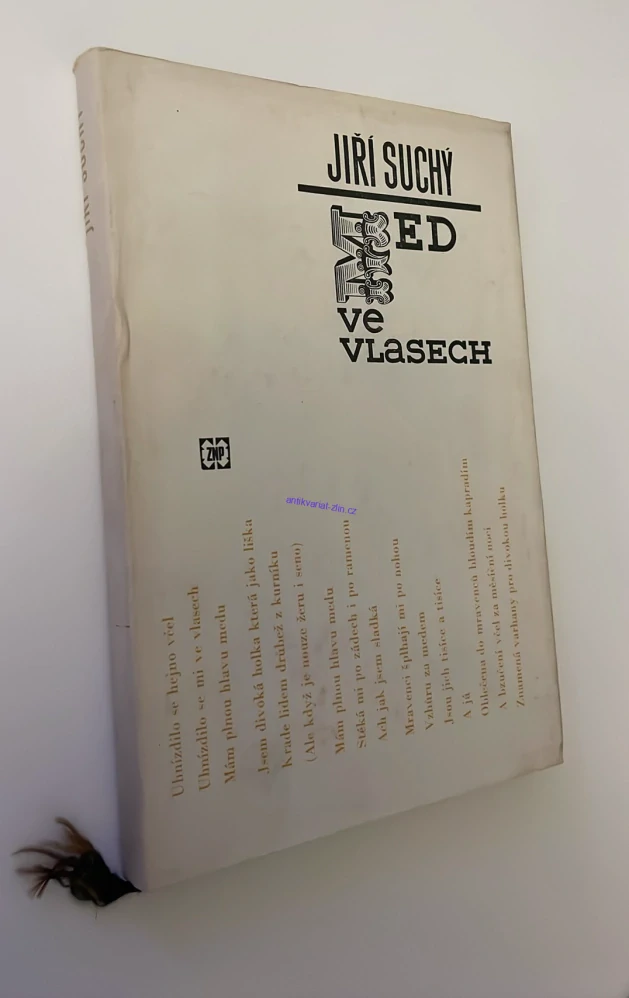 JIŘÍ SUCHÝ
MED
ve
VLaSECH
ZNP
antikvariat-zlin.cz
Uhnízdilo se hejno včel
Uhnízdilo se mi ve vlasech
Mám plnou hlavu medu
Jsem divoká holka která jako liška
Krade lidem drůbež z kurníku
(Ale když je nouze žeru i seno)
Mám plnou hlavu medu
Stéká mi po zádech i po ramenou
Ach jak jsem sladká
Mravenci šplhají mi po nohou
Vzhůru za medem
Jsou jich tisíce a tisíce
A já
Oblečena do mravenců bloudím kapradím
A bzučení včel za měsíční noci
Znamená varhany pro divokou holku